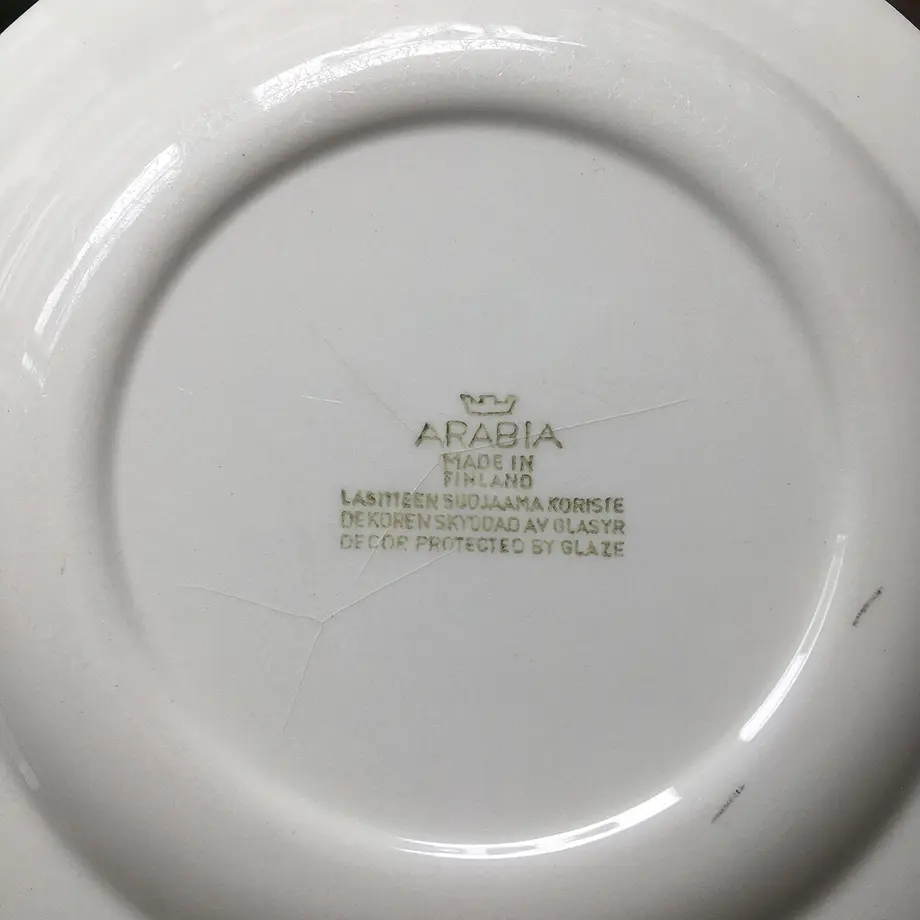 ARABIA
MADE IN
FINLAND
LASITTEEN SUOJAAMA KORISTE
DEKOREN SKYDDAD AV GLASYR
DECOR PROTECTED BY GLAZE